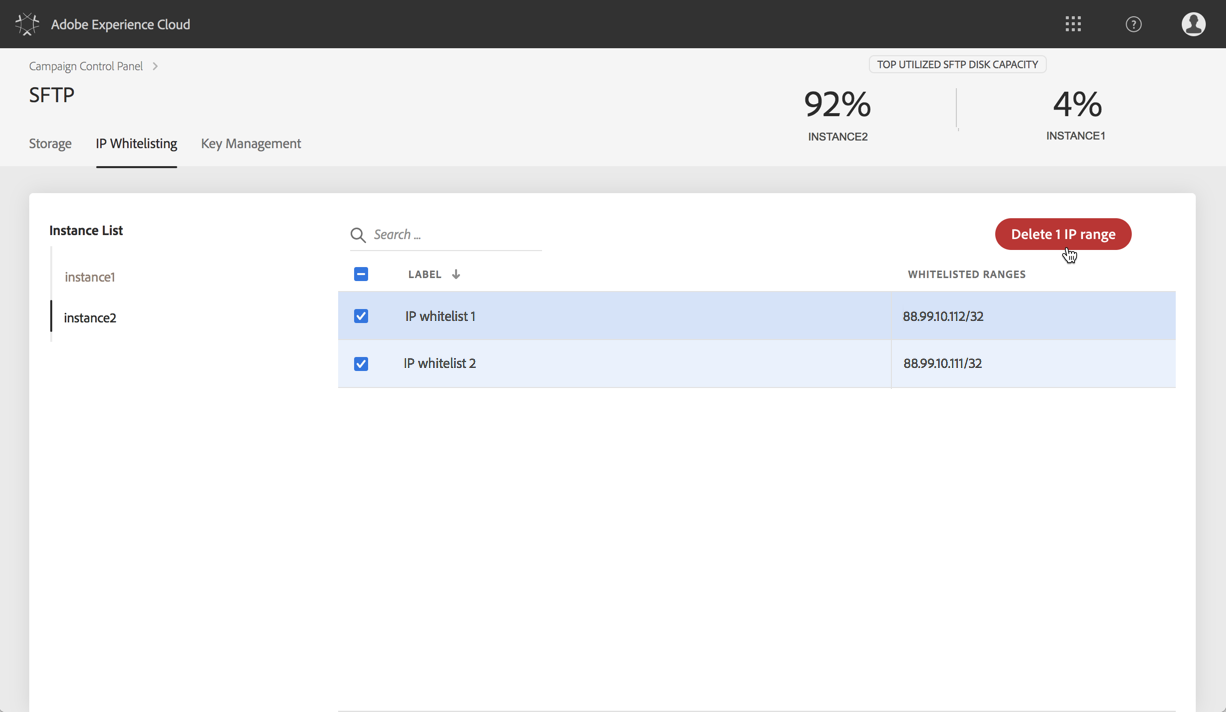 Adobe Experience Cloud
?
Campaign Control Panel >
SFTP
TOP UTILIZED SFTP DISK CAPACITY
92%
4%
INSTANCE2
INSTANCE1
Storage
IP Whitelisting
Key Management
Instance List
instance1
instance2
Search ...
Delete 1 IP range
LABEL ↓
WHITELISTED RANGES
IP whitelist 1
88.99.10.112/32
IP whitelist 2
88.99.10.111/32